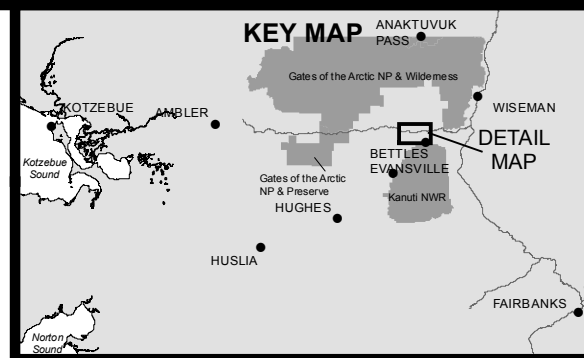 KEY MAP
ANAKTUVUK
PASS
Gates of the Arctic NP & Wilderness
KOTZEBUE
AMBLER
WISEMAN
Kotzebue
Sound
DETAIL
MAP
BETTLES
EVANSVILLE
Gates of the Arctic
NP & Preserve
Kanuti NWR
HUGHES
HUSLIA
FAIRBANKS
Norton
Sound